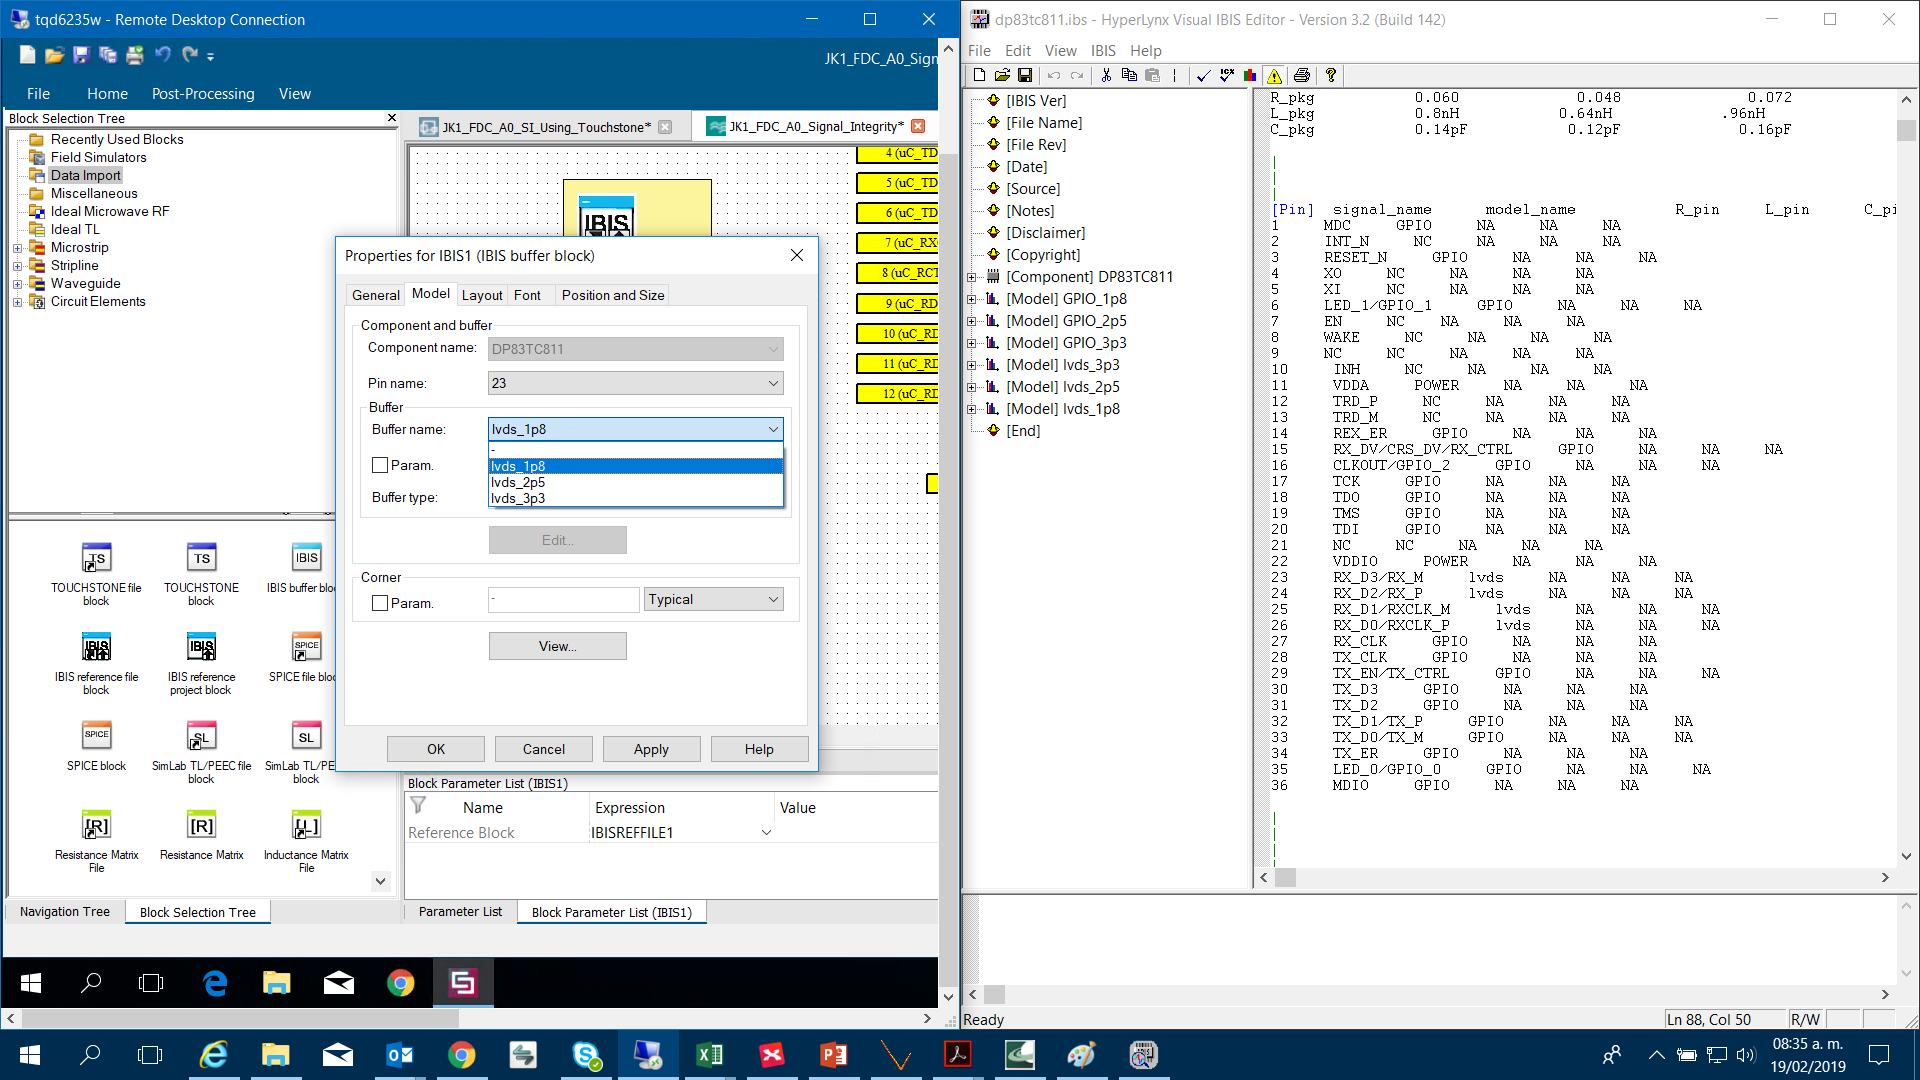 tqd6235w - Remote Desktop Connection
JK1_FDC_A0_Sign
File Home Post-Processing View
Block Selection Tree
Recently Used Blocks
Field Simulators
Data Import
Miscellaneous
Ideal Microwave RF
Ideal TL
Microstrip
Stripline
Waveguide
Circuit Elements
TOUCHSTONE file block
TOUCHSTONE block
IBIS buffer bloc
IBIS reference file block
IBIS reference project block
SPICE file bloc
SPICE block
SimLab TL/PEEC file block
SimLab TL/PE block
Resistance Matrix File
Resistance Matrix
Inductance Matrix File
Navigation Tree Block Selection Tree
JK1_FDC_A0_SI_Using_Touchstone*
JK1_FDC_A0_Signal_Integrity*
IBIS
4 (uC_TD
5 (uC_TD
6 (uC_TD
7 (uC_RX
8 (uC_RCT
9 (uC_RD
10 (uC_RD
11 (uC_RD
12 (uC_RD
Properties for IBIS1 (IBIS buffer block)
General Model Layout Font Position and Size
Component and buffer
Component name: DP83TC811
Pin name: 23
Buffer
Buffer name: lvds_1p8
-
Param. lvds_1p8
lvds_2p5
Buffer type: lvds_3p3
Edit..
Corner
Param. - Typical
View...
OK Cancel Apply Help
Block Parameter List (IBIS1)
Name Expression Value
Reference Block IBISREFFILE1
Parameter List Block Parameter List (IBIS1)
dp83tc811.ibs - HyperLynx Visual IBIS Editor - Version 3.2 (Build 142)
File Edit View IBIS Help
[IBIS Ver]
[File Name]
[File Rev]
[Date]
[Source]
[Notes]
[Disclaimer]
[Copyright]
[Component] DP83TC811
[Model] GPIO_1p8
[Model] GPIO_2p5
[Model] GPIO_3p3
[Model] lvds_3p3
[Model] lvds_2p5
[Model] lvds_1p8
[End]
R_pkg 0.060 0.048 0.072
L_pkg 0.8nH 0.64nH .96nH
C_pkg 0.14pF 0.12pF 0.16pF
|
|
|
[Pin] signal_name model_name R_pin L_pin C_pi
1 MDC GPIO NA NA NA
2 INT_N NC NA NA NA
3 RESET_N GPIO NA NA NA
4 XO NC NA NA NA
5 XI NC NA NA NA
6 LED_1/GPIO_1 GPIO NA NA NA
7 EN NC NA NA NA
8 WAKE NC NA NA NA
9 NC NC NA NA NA
10 INH NC NA NA NA
11 VDDA POWER NA NA NA
12 TRD_P NC NA NA NA
13 TRD_M NC NA NA NA
14 REX_ER GPIO NA NA NA
15 RX_DV/CRS_DV/RX_CTRL GPIO NA NA NA
16 CLKOUT/GPIO_2 GPIO NA NA NA
17 TCK GPIO NA NA NA
18 TDO GPIO NA NA NA
19 TMS GPIO NA NA NA
20 TDI GPIO NA NA NA
21 NC NC NA NA NA
22 VDDIO POWER NA NA NA
23 RX_D3/RX_M lvds NA NA NA
24 RX_D2/RX_P lvds NA NA NA
25 RX_D1/RXCLK_M lvds NA NA NA
26 RX_D0/RXCLK_P lvds NA NA NA
27 RX_CLK GPIO NA NA NA
28 TX_CLK GPIO NA NA NA
29 TX_EN/TX_CTRL GPIO NA NA NA
30 TX_D3 GPIO NA NA NA
31 TX_D2 GPIO NA NA NA
32 TX_D1/TX_P GPIO NA NA NA
33 TX_D0/TX_M GPIO NA NA NA
34 TX_ER GPIO NA NA NA
35 LED_0/GPIO_0 GPIO NA NA NA
36 MDIO GPIO NA NA NA
|
|
|
|
Ready Ln 88, Col 50 R/W
08:35 a. m.
19/02/2019